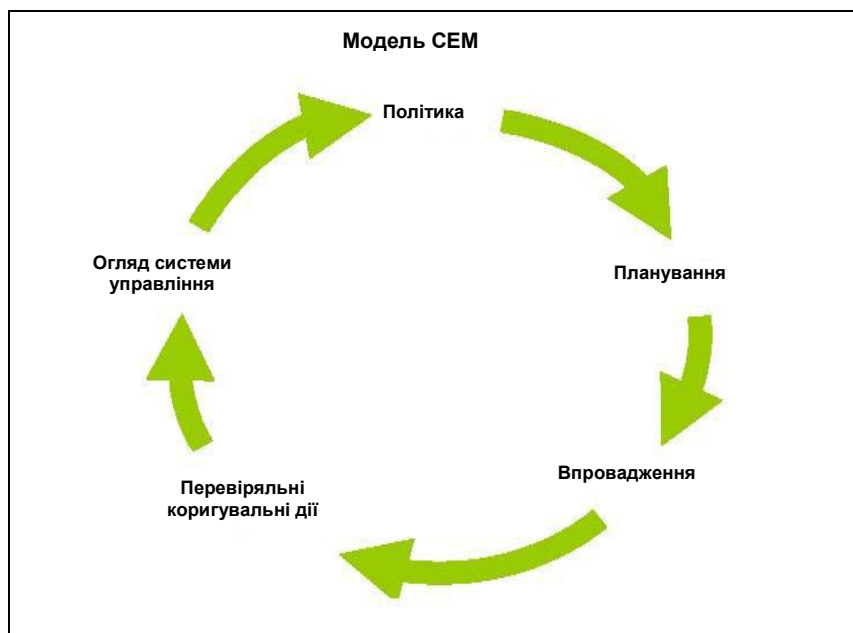 Модель СЕМ
Політика
Планування
Впровадження
Перевіряльні
коригувальні дії
Огляд системи
управління